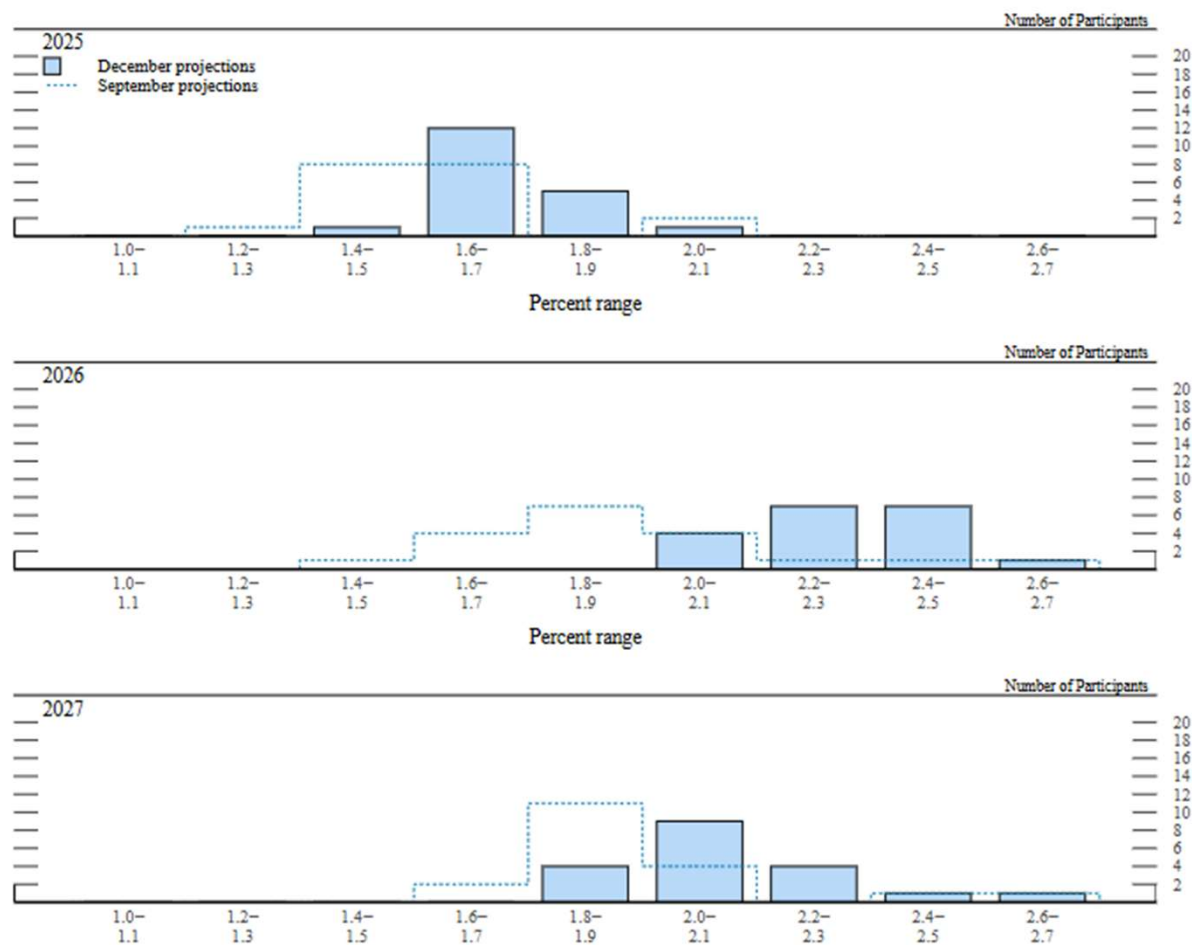 Number of Participants
2025
December projections
September projections
20
18
16
14
12
10
8
6
4
2
1.0− 1.2− 1.4− 1.6− 1.8− 2.0− 2.2− 2.4− 2.6−
1.1 1.3 1.5 1.7 1.9 2.1 2.3 2.5 2.7
Percent range
Number of Participants
2026
20
18
16
14
12
10
8
6
4
2
1.0− 1.2− 1.4− 1.6− 1.8− 2.0− 2.2− 2.4− 2.6−
1.1 1.3 1.5 1.7 1.9 2.1 2.3 2.5 2.7
Percent range
Number of Participants
2027
20
18
16
14
12
10
8
6
4
2
1.0− 1.2− 1.4− 1.6− 1.8− 2.0− 2.2− 2.4− 2.6−
1.1 1.3 1.5 1.7 1.9 2.1 2.3 2.5 2.7